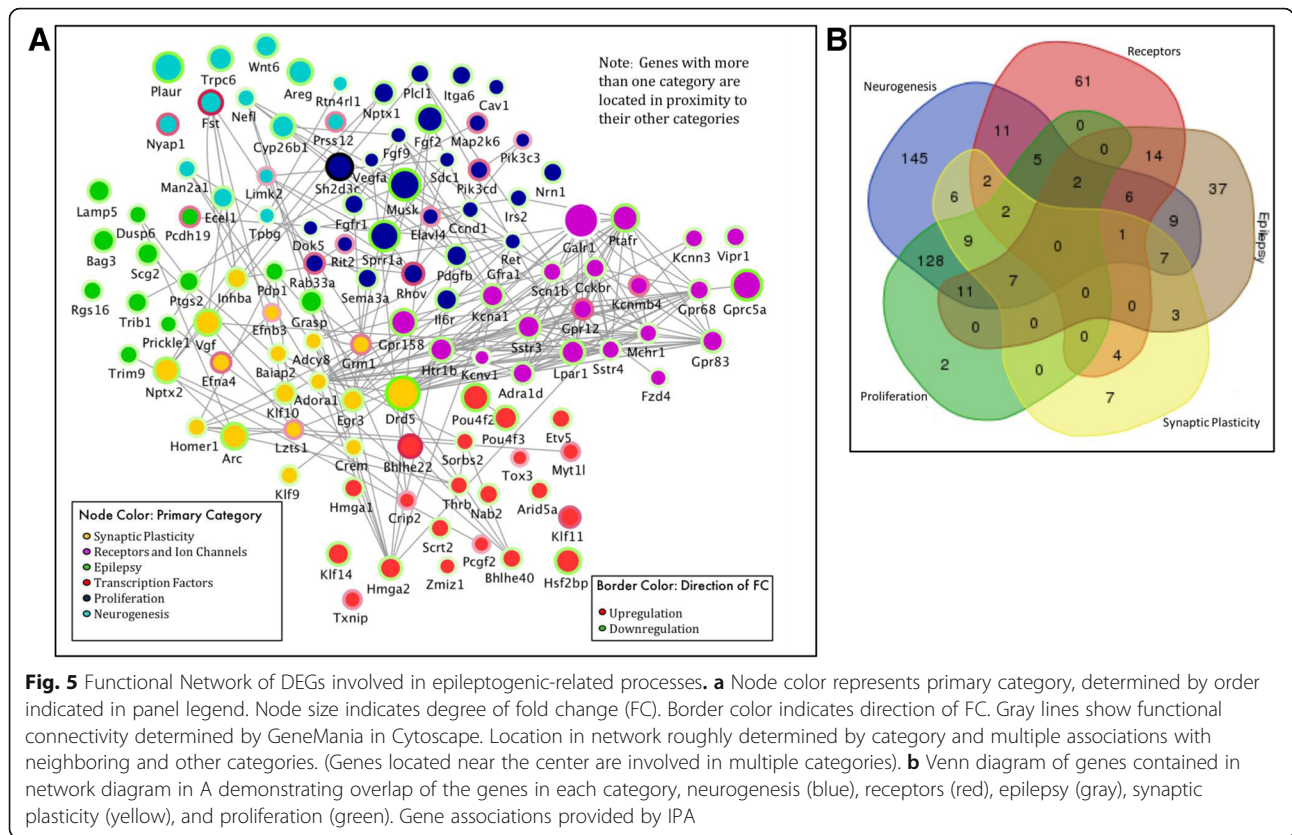 A
B
Note: Genes with more
than one category are
located in proximity to
their other categories
Plaur
Trpc6
Wnt6
Areg
Rtn4rl1
Nptx1
Plcl1
Itga6
Cav1
Nyap1
Fst
Nefl
Cyp26b1
Prss12
Fgf9
Fgf2
Map2k6
Pik3c3
Man2a1
Limk2
Sh2d3c
Vegfa
Sdc1
Pik3cd
Nrn1
Lamp5
Dusp6
Pcdh19
Ecel1
Tpbg
Fgfr1
Musk
Elavl4
Ccnd1
Irs2
Bag3
Scg2
Dok5
Rit2
Sprr1a
Ret
Galr1
Ptafr
Kcnn3
Vipr1
Rgs16
Trib1
Ptgs2
Inhba
Pdp1
Rab33a
Sema3a
Rhov
Pdgfb
Gfra1
Scn1b
Cckbr
Kcnmb4
Gpr68
Gprc5a
Prickle1
Efnb3
Grasp
Il6r
Kcna1
Gpr12
Trim9
Vgf
Adcy8
Grm1
Gpr158
Sstr3
Mchr1
Gpr83
Nptx2
Efna4
Baiap2
Adora1
Htr1b
Kcnv1
Lpar1
Sstr4
Adra1d
Fzd4
Klf10
Egr3
Drd5
Pou4f2
Homer1
Arc
Lzts1
Pou4f3
Etv5
Klf9
Crem
Bhlhe22
Sorbs2
Tox3
Myt1l
Hmga1
Crip2
Thrb
Nab2
Arid5a
Klf11
Scrt2
Pcgf2
Klf14
Hmga2
Zmiz1
Bhlhe40
Hsf2bp
Txnip
Node Color: Primary Category
Synaptic Plasticity
Receptors and Ion Channels
Epilepsy
Transcription Factors
Proliferation
Neurogenesis
Border Color: Direction of FC
Upregulation
Downregulation
Receptors
Neurogenesis
Epilepsy
Proliferation
Synaptic Plasticity
61
11
0
0
14
37
145
5
6
2
2
6
9
2
1
7
9
0
128
7
11
0
0
3
0
0
0
4
2
7
Fig. 5 Functional Network of DEGs involved in epileptogenic-related processes. a Node color represents primary category, determined by order
indicated in panel legend. Node size indicates degree of fold change (FC). Border color indicates direction of FC. Gray lines show functional
connectivity determined by GeneMania in Cytoscape. Location in network roughly determined by category and multiple associations with
neighboring and other categories. (Genes located near the center are involved in multiple categories). b Venn diagram of genes contained in
network diagram in A demonstrating overlap of the genes in each category, neurogenesis (blue), receptors (red), epilepsy (gray), synaptic
plasticity (yellow), and proliferation (green). Gene associations provided by IPA